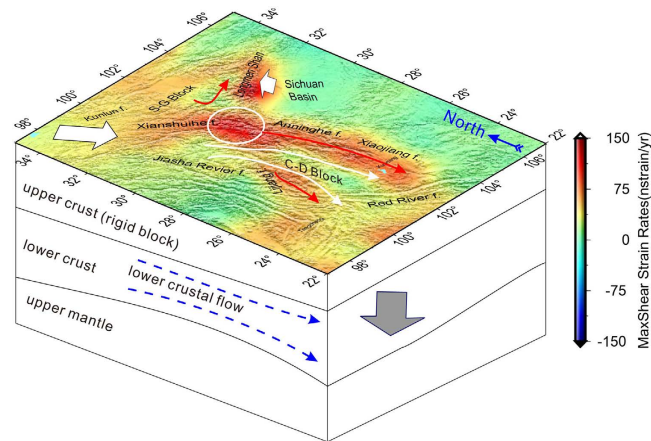 106°
104°
102°
100°
98°
34°
32°
30°
28°
26°
24°
22°
Longmen Shan
Sichuan
Basin
S-G Block
Kunlun f.
Xianshuihe f.
Anninghe f.
Xiaojiang f.
North
C-D Block
Jiasha Revier f.
Red River f.
34°
32°
30°
28°
26°
24°
22°
98°
100°
102°
104°
106°
upper crust (rigid block)
lower crust
lower crustal flow
upper mantle
150
75
0
-75
-150
MaxShear Strain Rates(nstrain/yr)